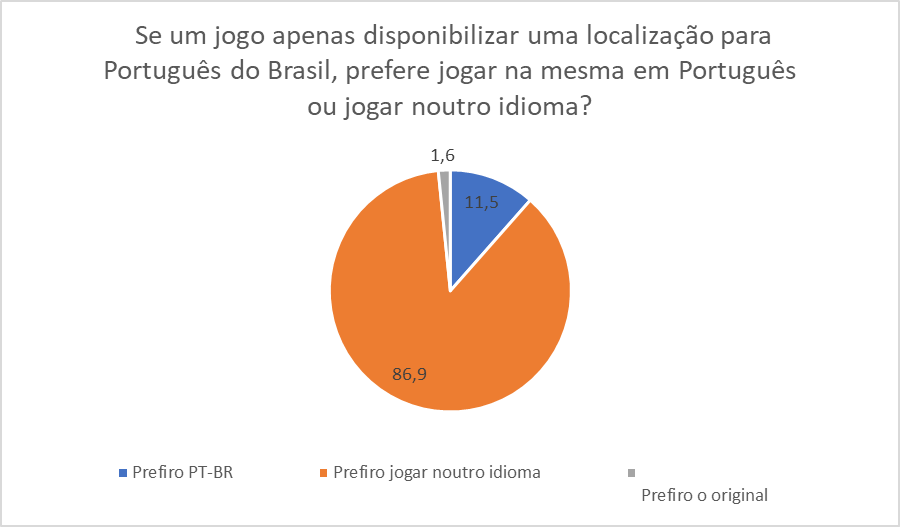 Se um jogo apenas disponibilizar uma localização para
Português do Brasil, prefere jogar na mesma em Português
ou jogar noutro idioma?
1,6
11,5
86,9
Prefiro PT-BR
Prefiro jogar noutro idioma
Prefiro o original